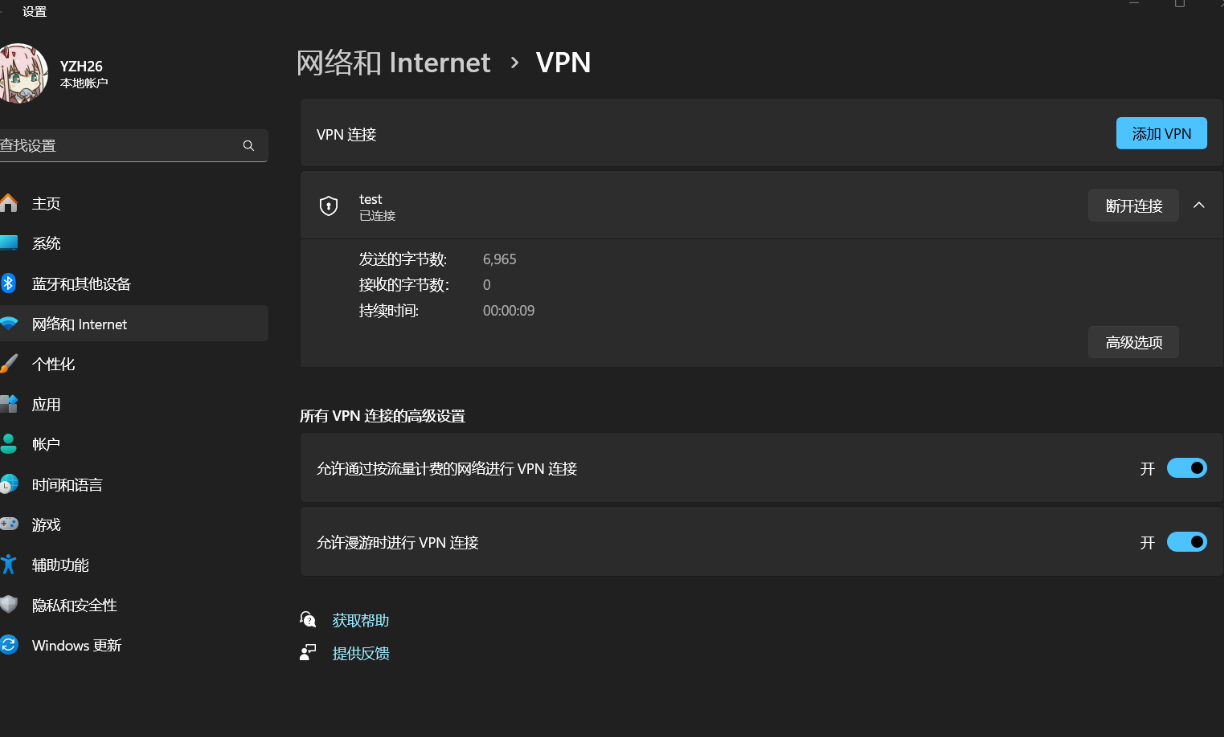 设置
YZH26
本地帐户
查找设置
主页
系统
蓝牙和其他设备
网络和 Internet
个性化
应用
帐户
时间和语言
游戏
辅助功能
隐私和安全性
Windows 更新
网络和 Internet › VPN
VPN 连接
添加 VPN
test
已连接
断开连接
发送的字节数: 6,965
接收的字节数: 0
持续时间: 00:00:09
高级选项
所有 VPN 连接的高级设置
允许通过按流量计费的网络进行 VPN 连接 开
允许漫游时进行 VPN 连接 开
获取帮助
提供反馈